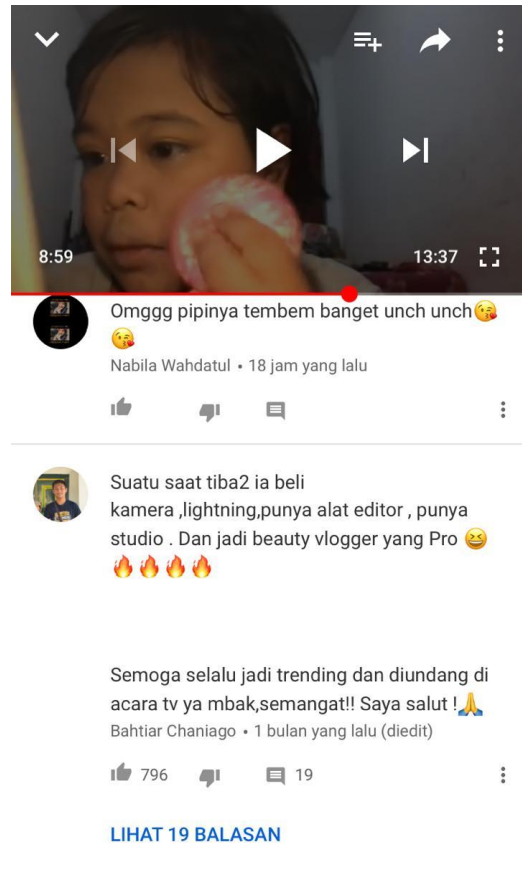 8:59
13:37
Omggg pipinya tembem banget unch unch😘
😘
Nabila Wahdatul • 18 jam yang lalu
Suatu saat tiba2 ia beli
kamera ,lightning,punya alat editor , punya
studio . Dan jadi beauty vlogger yang Pro 😆
🔥🔥🔥🔥
Semoga selalu jadi trending dan diundang di
acara tv ya mbak,semangat!! Saya salut !🙏
Bahtiar Chaniago • 1 bulan yang lalu (diedit)
796 19
LIHAT 19 BALASAN